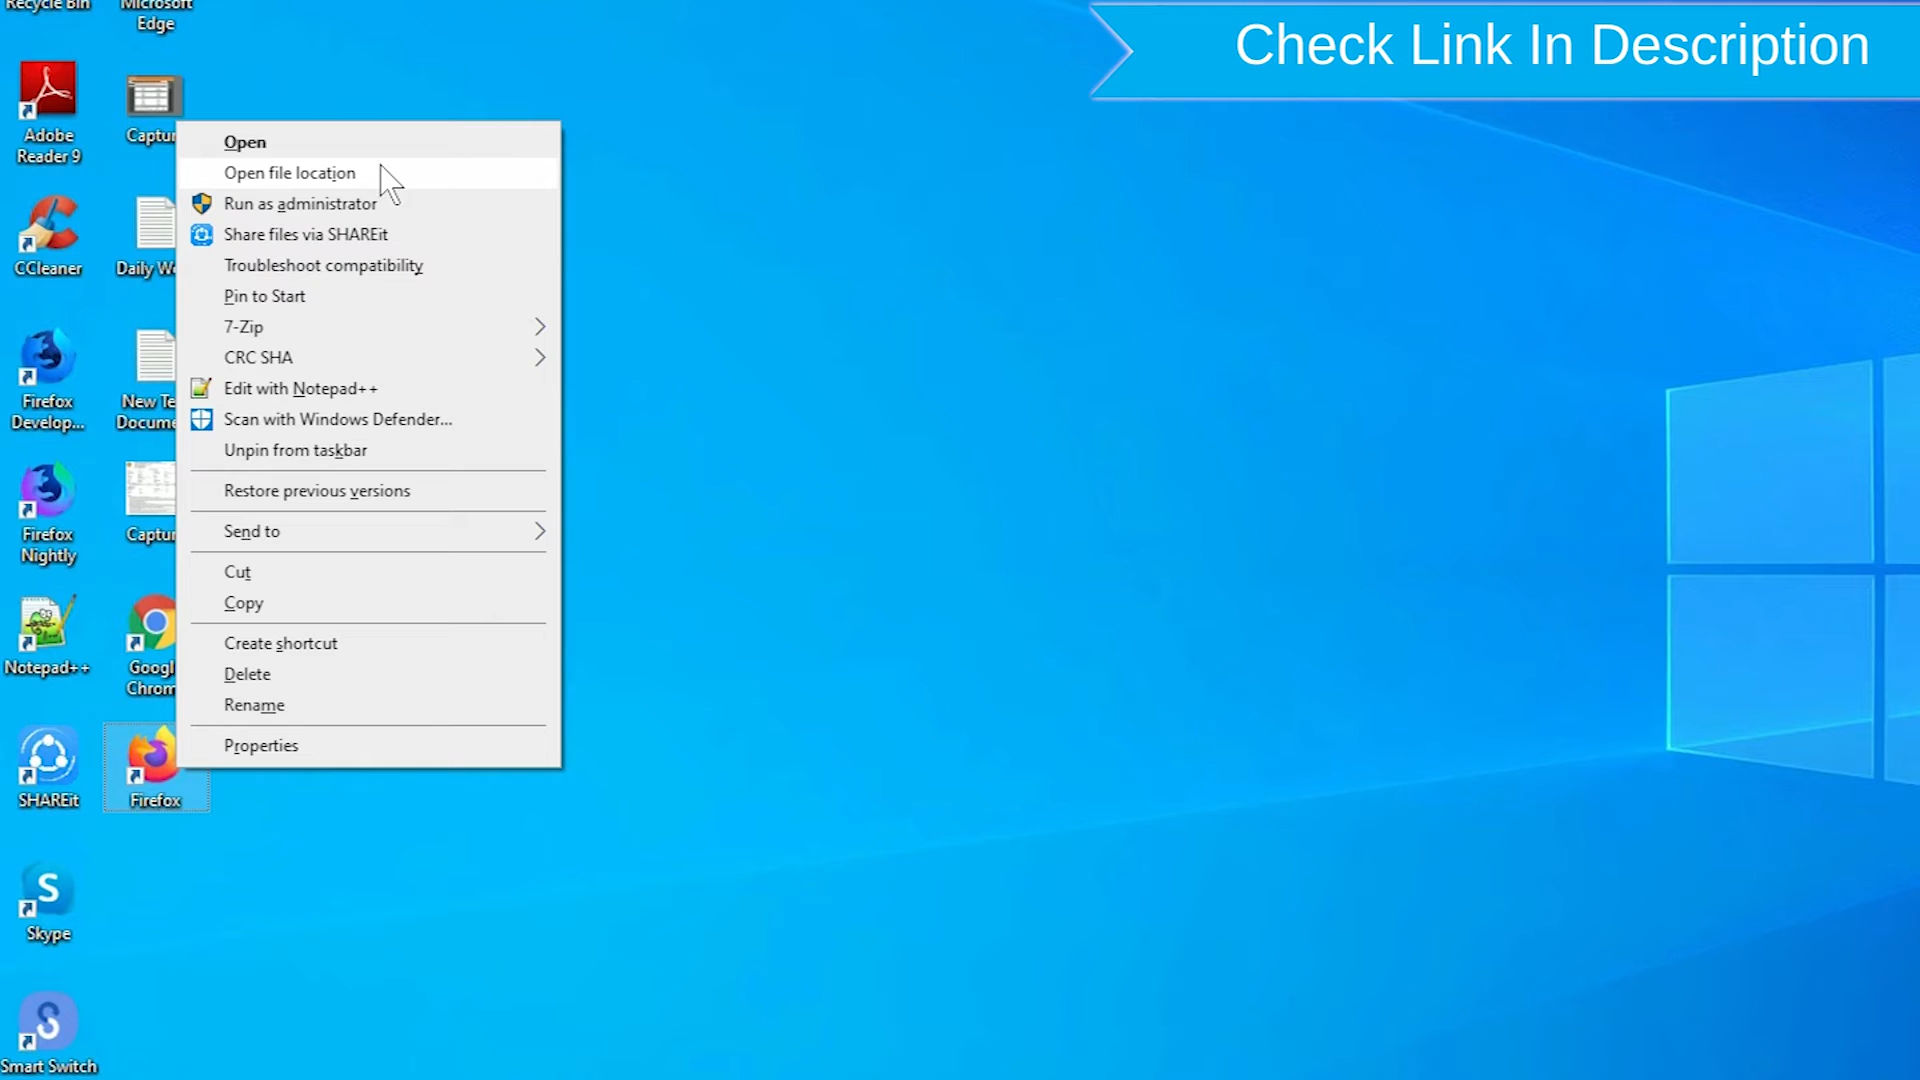 Recycle Bin
Microsoft
Edge
Check Link In Description
Adobe
Reader 9
Captur
CCleaner
Daily Wo
Firefox
Develop...
New Te
Docume
Firefox
Nightly
Captur
Notepad++
Googl
Chrom
SHAREit
Firefox
Skype
Smart Switch
Open
Open file location
Run as administrator
Share files via SHAREit
Troubleshoot compatibility
Pin to Start
7-Zip
CRC SHA
Edit with Notepad++
Scan with Windows Defender...
Unpin from taskbar
Restore previous versions
Send to
Cut
Copy
Create shortcut
Delete
Rename
Properties